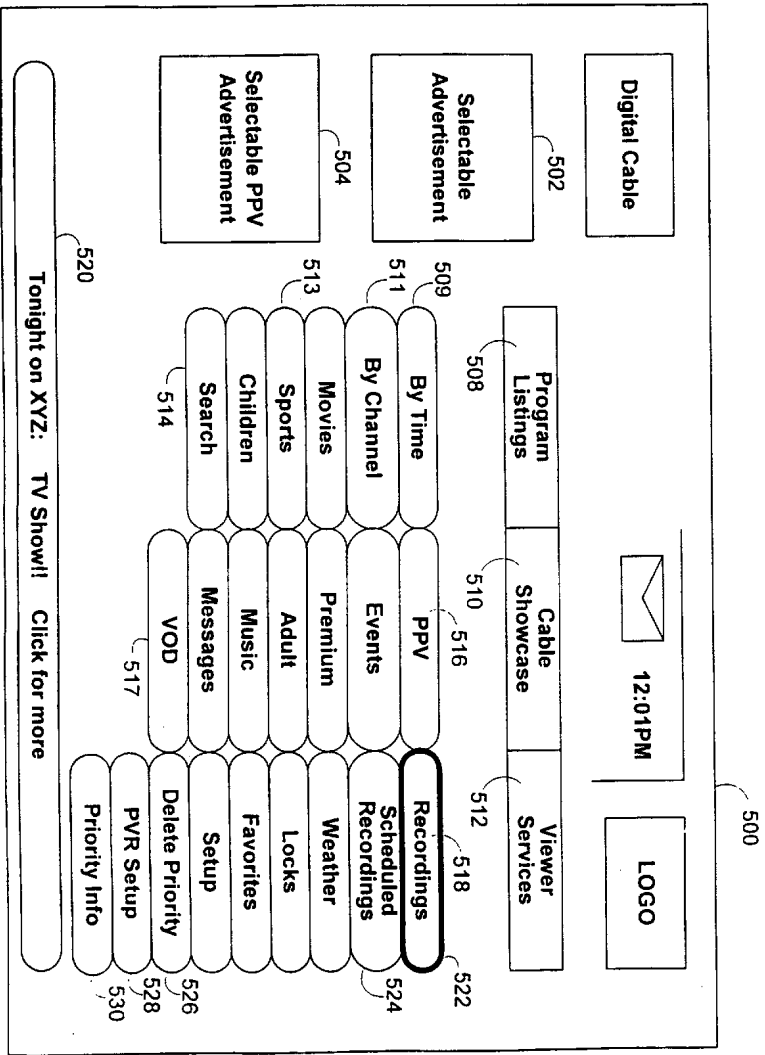 500
Digital Cable
12:01PM
LOGO
502
Selectable
Advertisement
504
Selectable PPV
Advertisement
Program
Listings
508
Cable
Showcase
510
Viewer
Services
512
509
By Time
511
By Channel
Movies
513
Sports
Children
Search
514
PPV
516
Events
Premium
Adult
Music
Messages
VOD
517
518
Recordings
522
Scheduled
Recordings
524
Weather
Locks
Favorites
Setup
Delete Priority
526
PVR Setup
528
Priority Info
530
520
Tonight on XYZ: TV Show!! Click for more